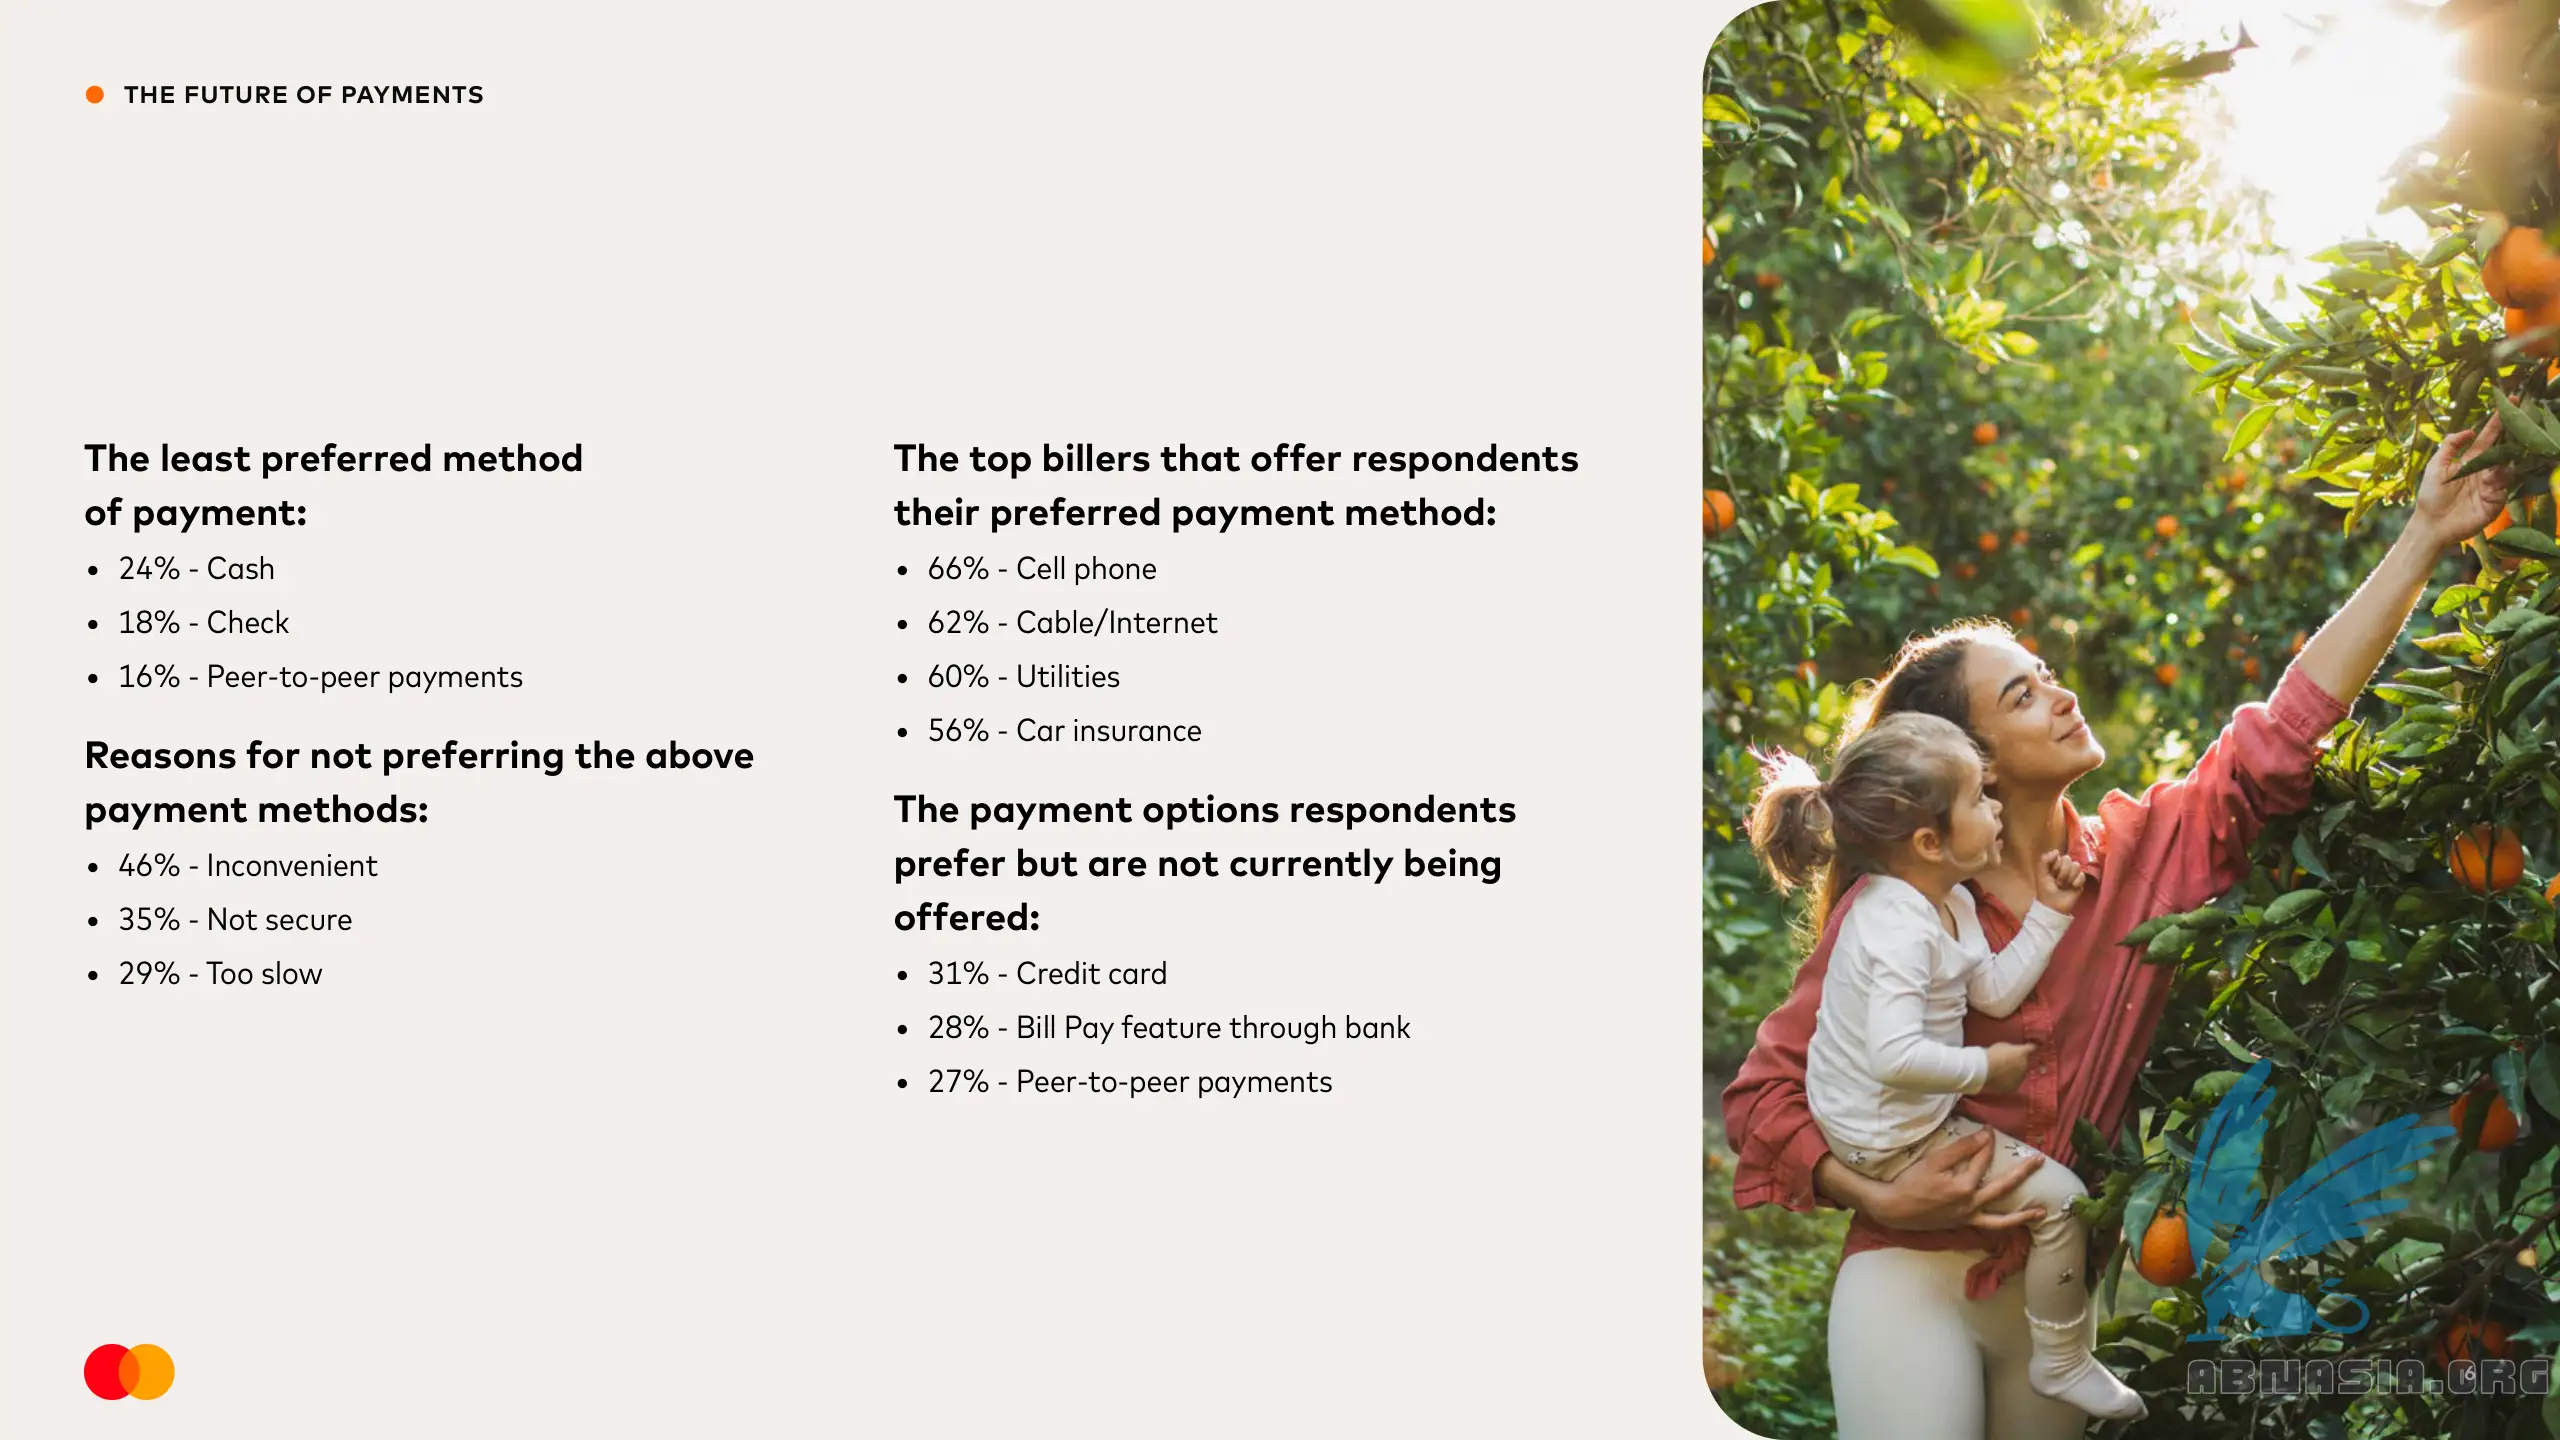 THE FUTURE OF PAYMENTS
The least preferred method
of payment:
• 24% - Cash
• 18% - Check
• 16% - Peer-to-peer payments
Reasons for not preferring the above
payment methods:
• 46% - Inconvenient
• 35% - Not secure
• 29% - Too slow
The top billers that offer respondents
their preferred payment method:
• 66% - Cell phone
• 62% - Cable/Internet
• 60% - Utilities
• 56% - Car insurance
The payment options respondents
prefer but are not currently being
offered:
• 31% - Credit card
• 28% - Bill Pay feature through bank
• 27% - Peer-to-peer payments
ABNASIA.ORG